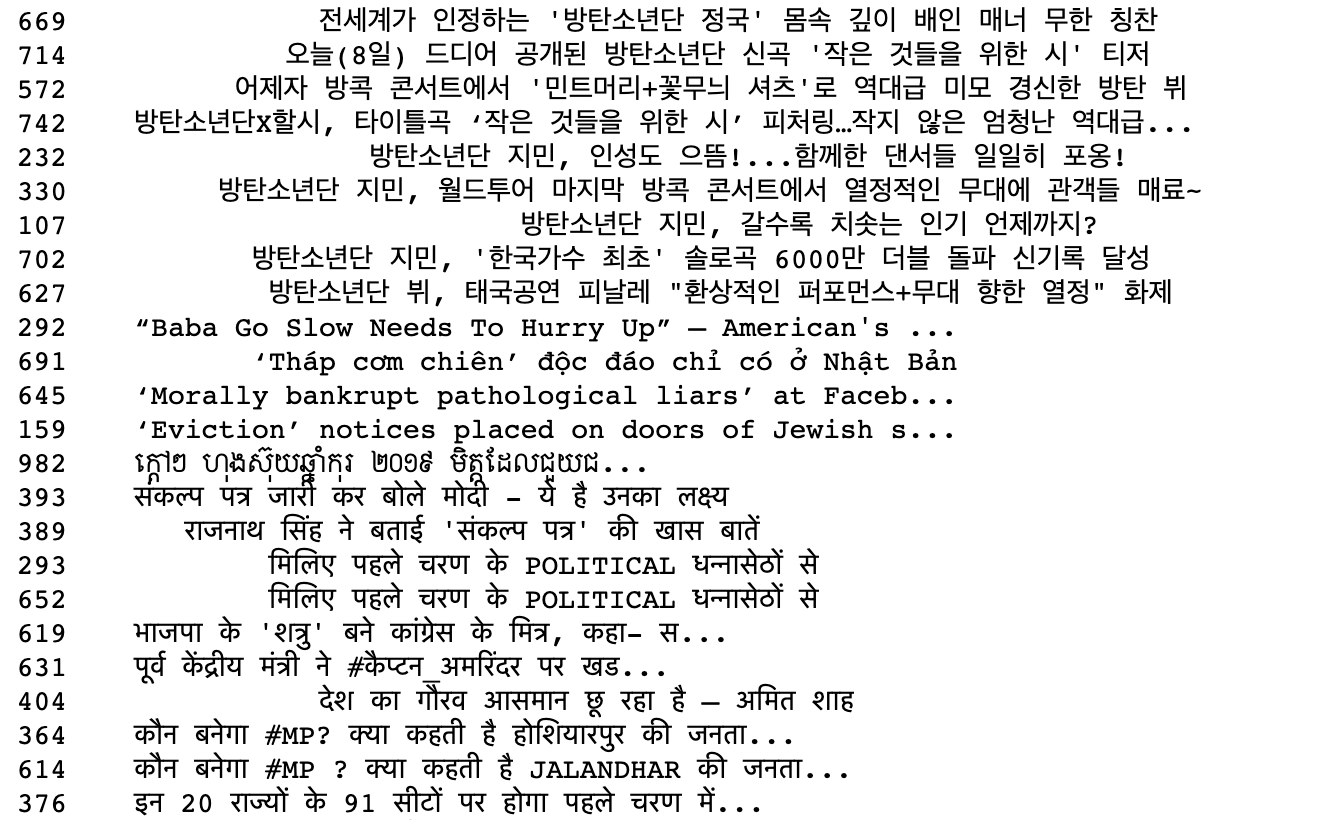 669 전세계가 인정하는 '방탄소년단 정국' 몸속 깊이 배인 매너 무한 칭찬
714 오늘(8일) 드디어 공개된 방탄소년단 신곡 '작은 것들을 위한 시' 티저
572 어제자 방콕 콘서트에서 '민트머리+꽃무늬 셔츠'로 역대급 미모 경신한 방탄 뷔
742 방탄소년단X할시, 타이틀곡 ‘작은 것들을 위한 시’ 피처링…작지 않은 엄청난 역대급...
232 방탄소년단 지민, 인성도 으뜸!...함께한 댄서들 일일히 포옹!
330 방탄소년단 지민, 월드투어 마지막 방콕 콘서트에서 열정적인 무대에 관객들 매료~
107 방탄소년단 지민, 갈수록 치솟는 인기 언제까지?
702 방탄소년단 지민, '한국가수 최초' 솔로곡 6000만 더블 돌파 신기록 달성
627 방탄소년단 뷔, 태국공연 피날레 "환상적인 퍼포먼스+무대 향한 열정" 화제
292 “Baba Go Slow Needs To Hurry Up” – American's ...
691 ‘Tháp cơm chiên’ độc đáo chỉ có ở Nhật Bản
645 ‘Morally bankrupt pathological liars’ at Faceb...
159 ‘Eviction’ notices placed on doors of Jewish s...
982 ក្តៅៗ ហុងស៊ុយឆ្នាំកុរ ២០១៩ មិត្តដែលជួយជ...
393 संकल्प पत्र जारी कर बोले मोदी - ये है उनका लक्ष्य
389 राजनाथ सिंह ने बताई 'संकल्प पत्र' की खास बातें
293 मिलिए पहले चरण के POLITICAL धन्नासेठों से
652 मिलिए पहले चरण के POLITICAL धन्नासेठों से
619 भाजपा के 'शत्रु' बने कांग्रेस के मित्र, कहा- स...
631 पूर्व केंद्रीय मंत्री ने #कैप्टन_अमरिंदर पर खड...
404 देश का गौरव आसमान छू रहा है – अमित शाह
364 कौन बनेगा #MP? क्या कहती है होशियारपुर की जनता...
614 कौन बनेगा #MP ? क्या कहती है JALANDHAR की जनता...
376 इन 20 राज्यों के 91 सीटों पर होगा पहले चरण में...